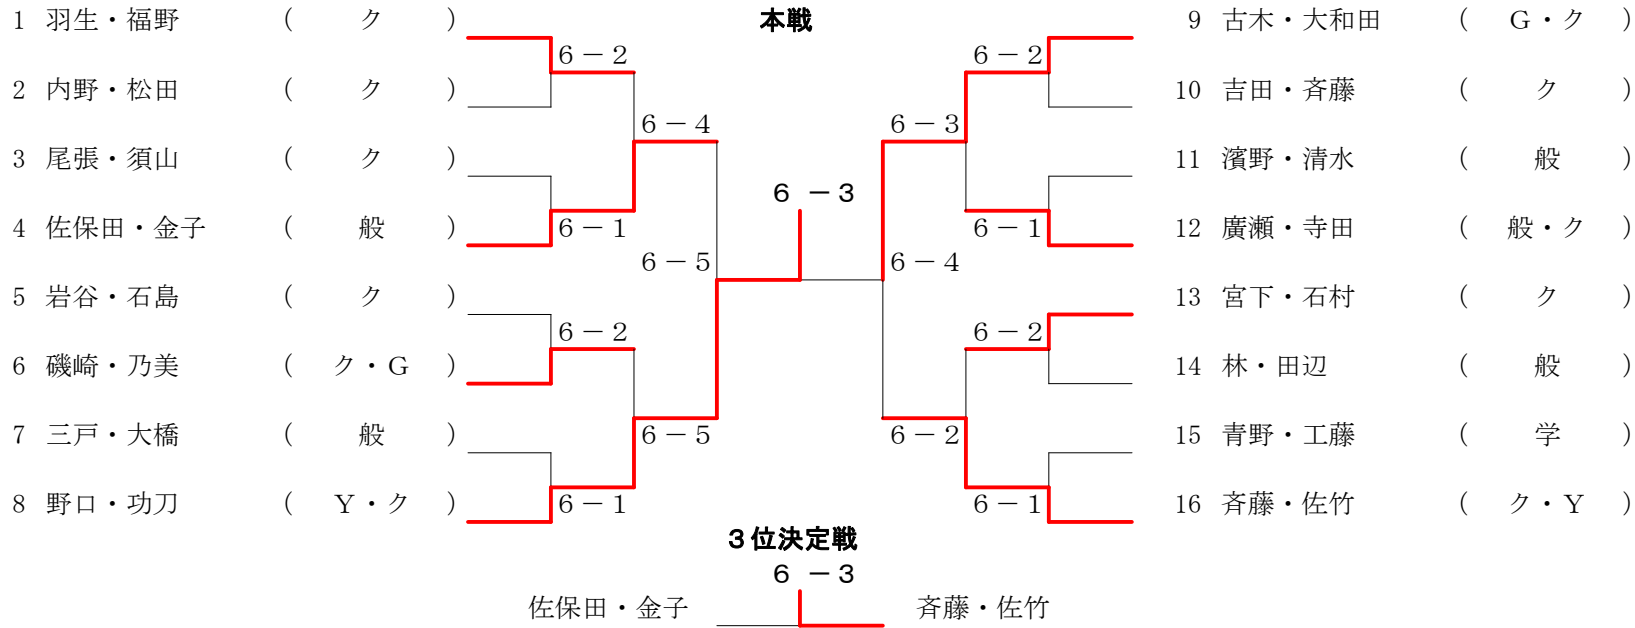 本戦
1 羽生・福野 （ ク ）
6－2
2 内野・松田 （ ク ）
6－4
3 尾張・須山 （ ク ）
4 佐保田・金子 （ 般 ）
6－1
6－5
5 岩谷・石島 （ ク ）
6－2
6 磯崎・乃美 （ ク・G ）
7 三戸・大橋 （ 般 ）
6－5
8 野口・功刀 （ Y・ク ）
6－1
6－3
9 古木・大和田 （ G・ク ）
6－2
10 吉田・斉藤 （ ク ）
6－3
11 濱野・清水 （ 般 ）
12 廣瀬・寺田 （ 般・ク ）
6－1
6－4
13 宮下・石村 （ ク ）
6－2
14 林・田辺 （ 般 ）
15 青野・工藤 （ 学 ）
6－2
16 斉藤・佐竹 （ ク・Y ）
6－1
３位決定戦
6－3
佐保田・金子 斉藤・佐竹